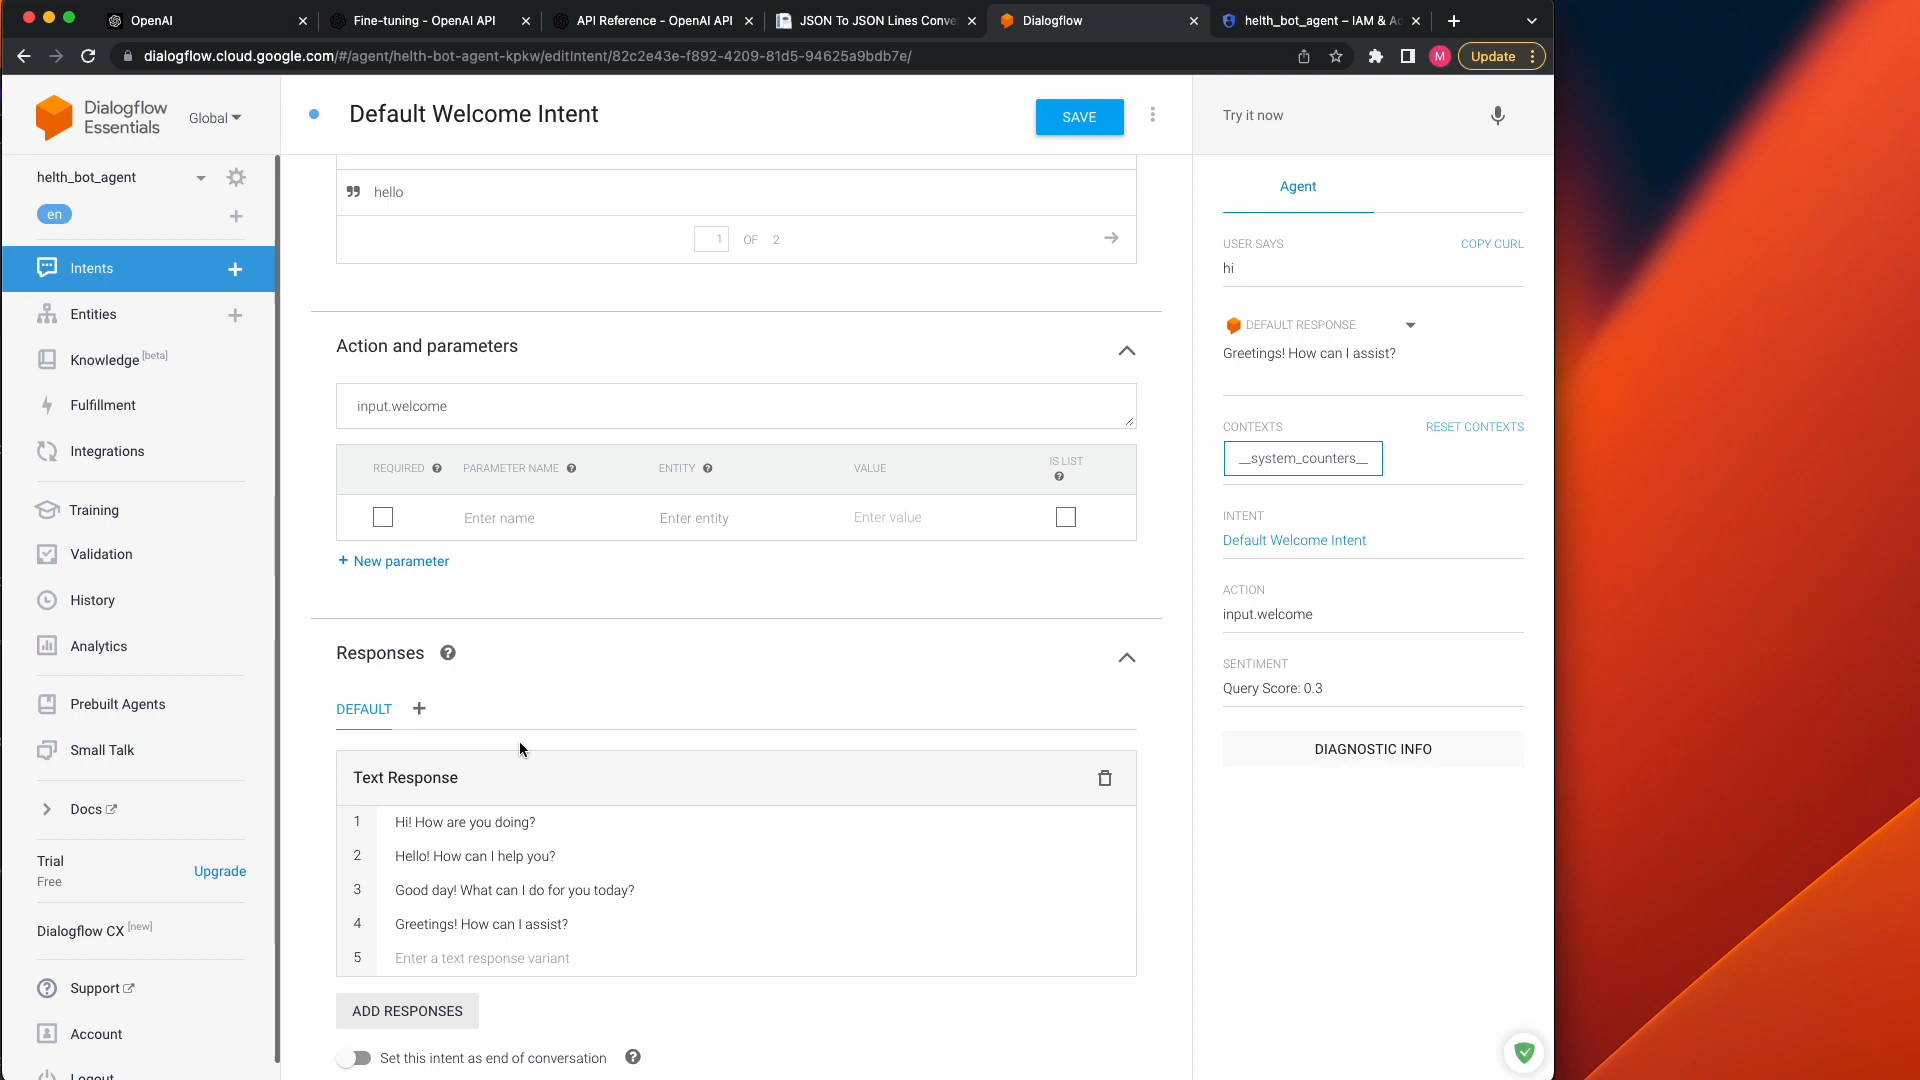 OpenAI
Fine-tuning - OpenAI API
API Reference - OpenAI API
JSON To JSON Lines Conve
Dialogflow
helth_bot_agent – IAM & A
dialogflow.cloud.google.com/#/agent/helth-bot-agent-kpkw/editIntent/82c2e43e-f892-4209-81d5-94625a9bdb7e/
M
Update
Dialogflow
Essentials
Global
helth_bot_agent
en
Intents
Entities
Knowledge [beta]
Fulfillment
Integrations
Training
Validation
History
Analytics
Prebuilt Agents
Small Talk
Docs
Trial
Free
Upgrade
Dialogflow CX [new]
Support
Account
Logout
Default Welcome Intent
SAVE
hello
1 OF 2
Action and parameters
input.welcome
REQUIRED
PARAMETER NAME
ENTITY
VALUE
IS LIST
Enter name
Enter entity
Enter value
+ New parameter
Responses
DEFAULT
Text Response
1 Hi! How are you doing?
2 Hello! How can I help you?
3 Good day! What can I do for you today?
4 Greetings! How can I assist?
5 Enter a text response variant
ADD RESPONSES
Set this intent as end of conversation
Try it now
Agent
USER SAYS
COPY CURL
hi
DEFAULT RESPONSE
Greetings! How can I assist?
CONTEXTS
RESET CONTEXTS
__system_counters__
INTENT
Default Welcome Intent
ACTION
input.welcome
SENTIMENT
Query Score: 0.3
DIAGNOSTIC INFO